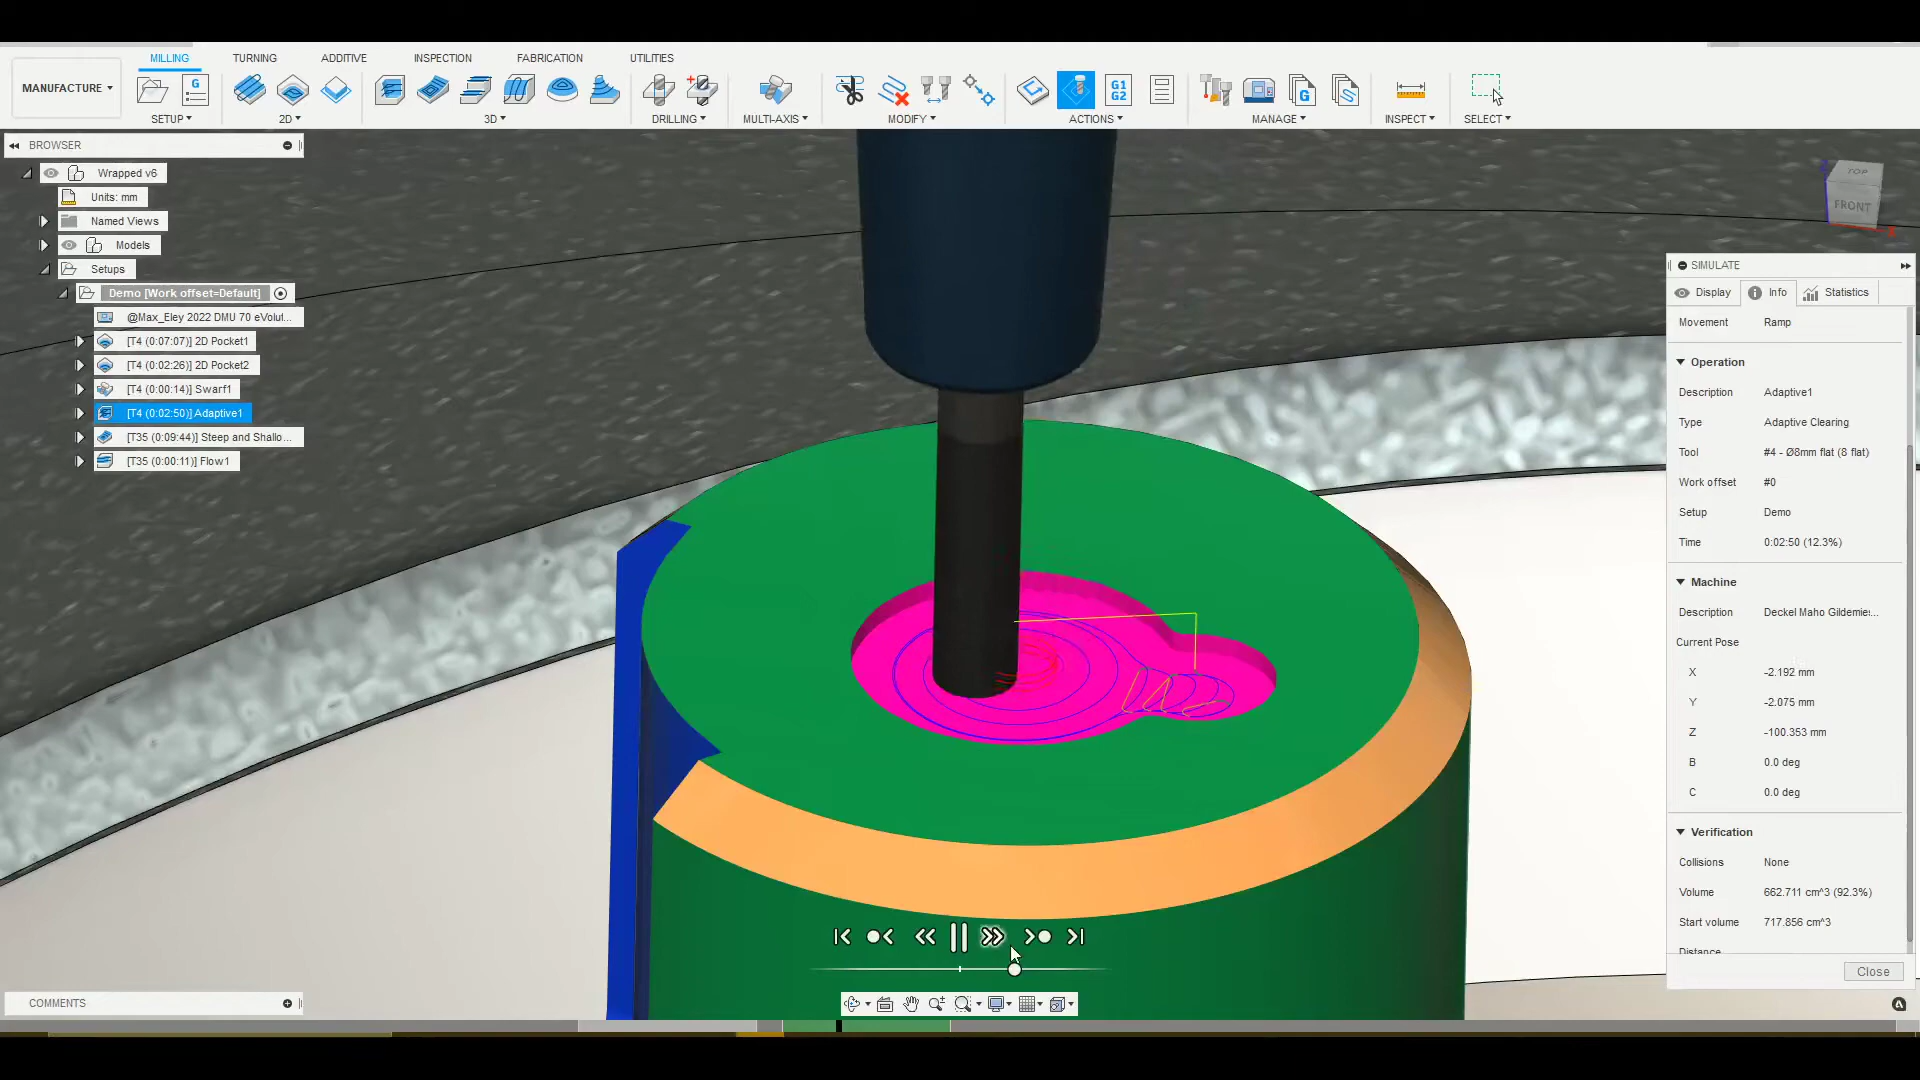 MILLING TURNING ADDITIVE INSPECTION FABRICATION UTILITIES
MANUFACTURE
G
G1
G2
G
SETUP 2D 3D DRILLING MULTI-AXIS MODIFY ACTIONS MANAGE INSPECT SELECT
BROWSER
Wrapped v6
Units: mm
Named Views
Models
Setups
Demo [Work offset=Default]
@Max_Eley 2022 DMU 70 eVolut...
[T4 (0:07:07)] 2D Pocket1
[T4 (0:02:26)] 2D Pocket2
[T4 (0:00:14)] Swarf1
[T4 (0:02:50)] Adaptive1
[T35 (0:09:44)] Steep and Shallo...
[T35 (0:00:11)] Flow1
TOP
FRONT
X
SIMULATE
Display Info Statistics
Movement Ramp
Operation
Description Adaptive1
Type Adaptive Clearing
Tool #4 - Ø8mm flat (8 flat)
Work offset #0
Setup Demo
Time 0:02:50 (12.3%)
Machine
Description Deckel Maho Gildemei...
Current Pose
X -2.192 mm
Y -2.075 mm
Z -100.353 mm
B 0.0 deg
C 0.0 deg
Verification
Collisions None
Volume 662.711 cm^3 (92.3%)
Start volume 717.856 cm^3
Distance
Close
COMMENTS